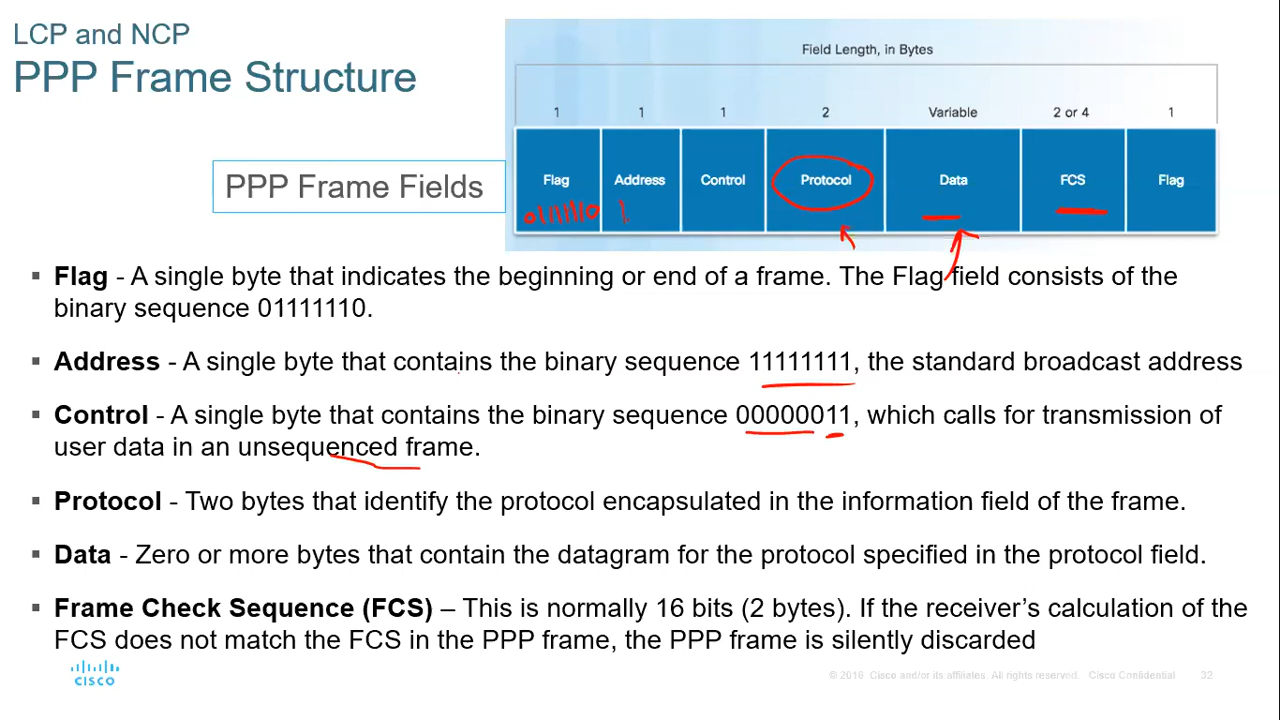 LCP and NCP
PPP Frame Structure
Field Length, in Bytes
1 1 1 2 Variable 2 or 4 1
PPP Frame Fields
Flag Address Control Protocol Data FCS Flag
01111110 1
▪ Flag - A single byte that indicates the beginning or end of a frame. The Flag field consists of the
binary sequence 01111110.
▪ Address - A single byte that contains the binary sequence 11111111, the standard broadcast address
▪ Control - A single byte that contains the binary sequence 00000011, which calls for transmission of
user data in an unsequenced frame.
▪ Protocol - Two bytes that identify the protocol encapsulated in the information field of the frame.
▪ Data - Zero or more bytes that contain the datagram for the protocol specified in the protocol field.
▪ Frame Check Sequence (FCS) – This is normally 16 bits (2 bytes). If the receiver’s calculation of the
FCS does not match the FCS in the PPP frame, the PPP frame is silently discarded
CISCO
© 2016 Cisco and/or its affiliates. All rights reserved. Cisco Confidential 32